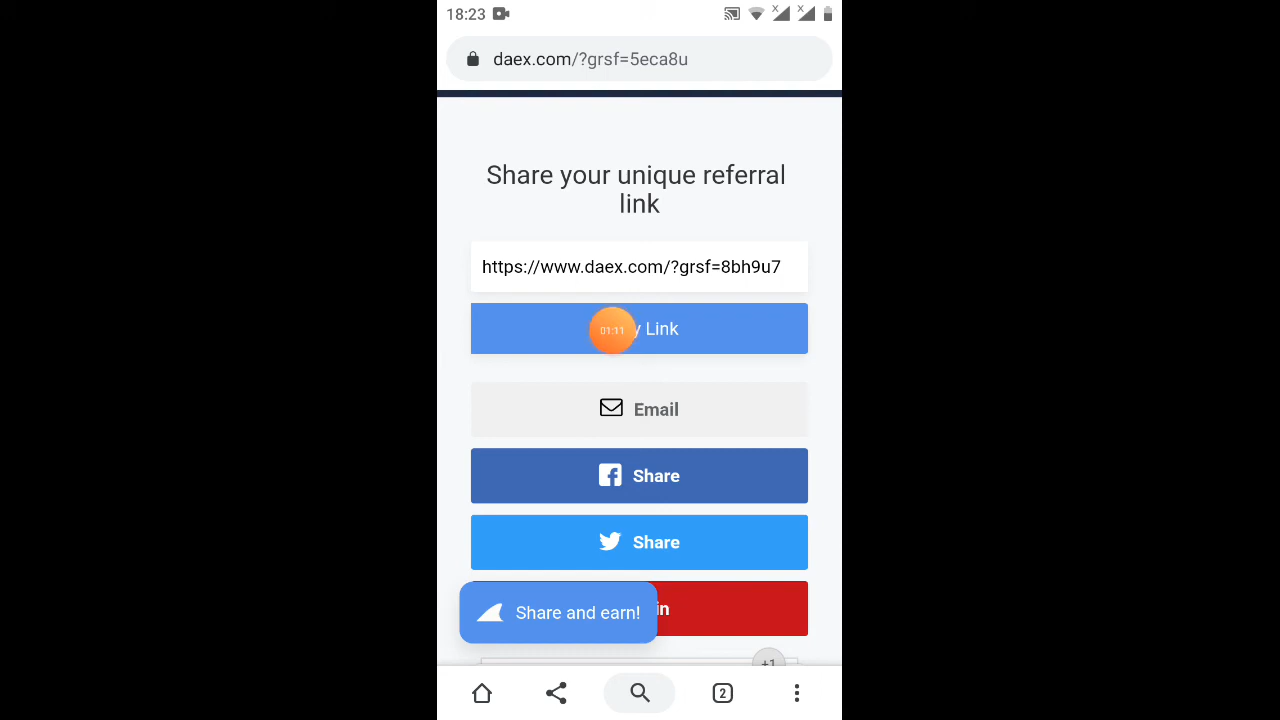 18:23
daex.com/?grsf=5eca8u
Share your unique referral
link
https://www.daex.com/?grsf=8bh9u7
01:11
Link
Email
Share
Share
Share and earn!
+1
2